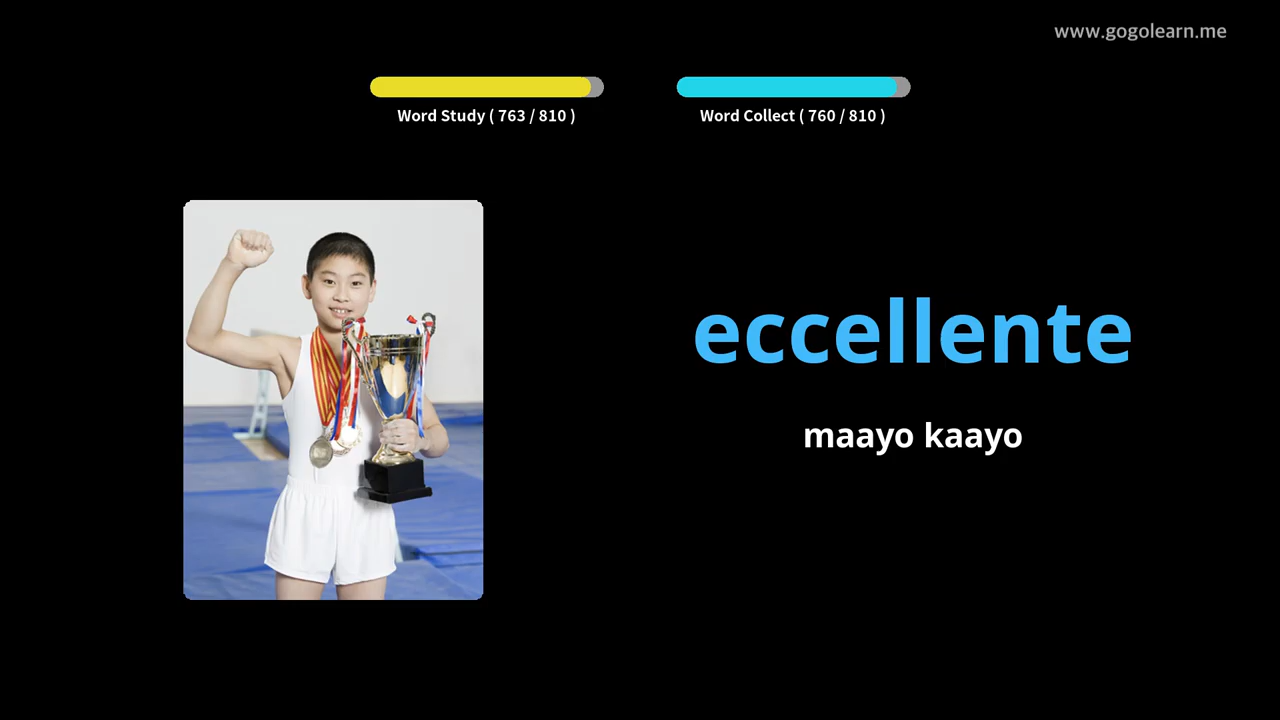 www.gogolearn.me
Word Study ( 763 / 810 )
Word Collect ( 760 / 810 )
eccellente
maayo kaayo